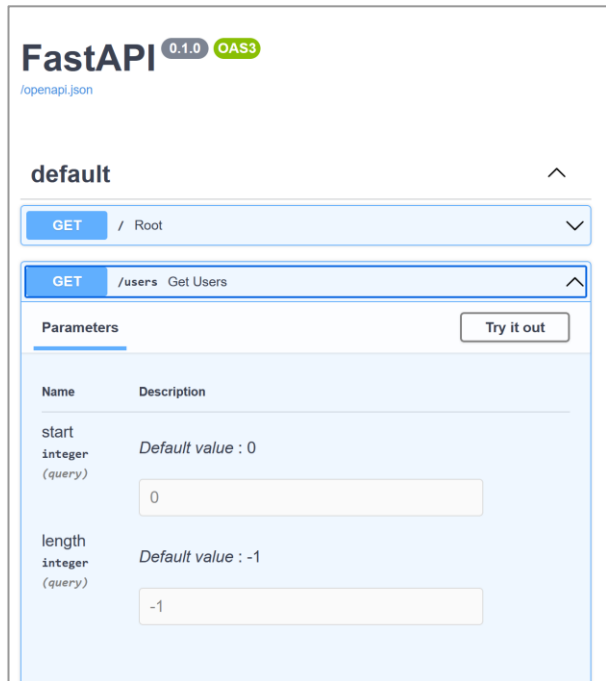 FastAPI 0.1.0 OAS3
/openapi.json
default
GET / Root
GET /users Get Users
Parameters Try it out
Name Description
start
integer
(query)
Default value : 0
0
length
integer
(query)
Default value : -1
-1